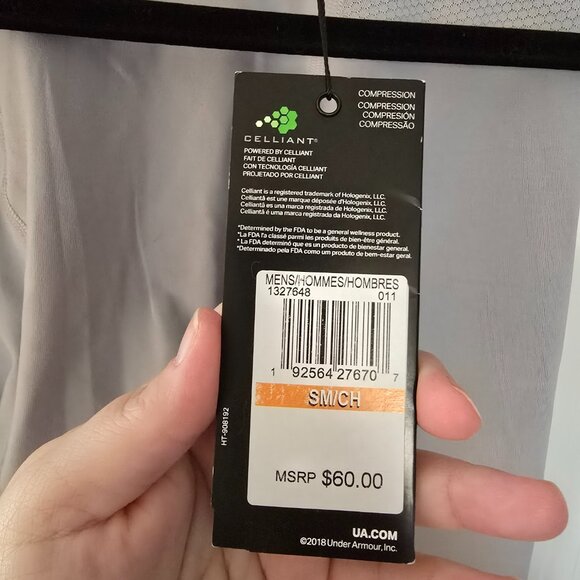 COMPRESSION
COMPRESSION
COMPRESIÓN
COMPRESSÃO
CELLIANT®
POWERED BY CELLIANT
FAIT DE CELLIANT
CON TECNOLOGÍA CELLIANT
PROJETADO POR CELLIANT
Celliant is a registered trademark of Hologenix, LLC.
Celliantâ est une marque déposée d'Hologenix, LLC.
Celliantâ es una marca registrada de Hologenix, LLC.
Celliantâ é uma marca registrada da Hologenix, LLC.
*Determined by the FDA to be a general wellness product.
*La FDA l'a classé parmi les produits de bien-être général.
* La FDA determinó que es un producto de bienestar general.
*Determinado pela FDA como um produto de bem-estar geral.
MENS/HOMMES/HOMBRES
1327648 011
1 92564 27670 7
SM/CH
HT-908192
MSRP $60.00
UA.COM
©2018 Under Armour, Inc.